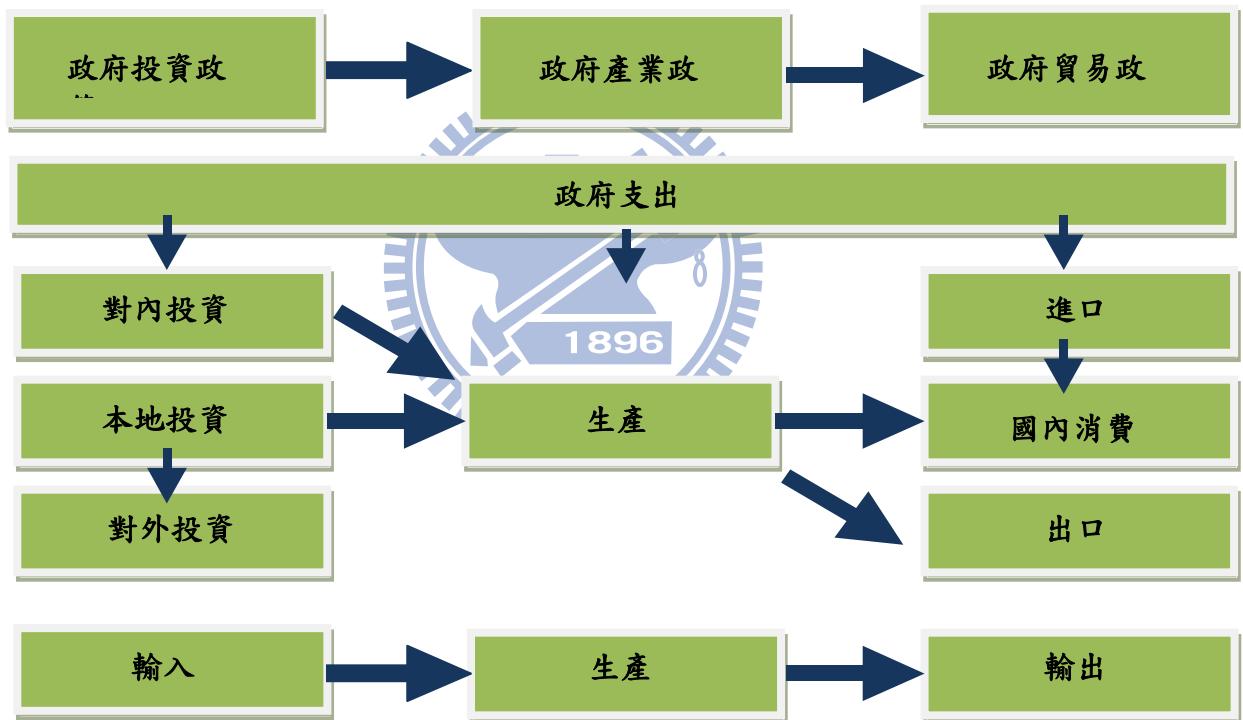 政府投資政
政府產業政
政府貿易政
政府支出
對內投資
進口
1896
本地投資
生產
國內消費
對外投資
出口
輸入
生產
輸出